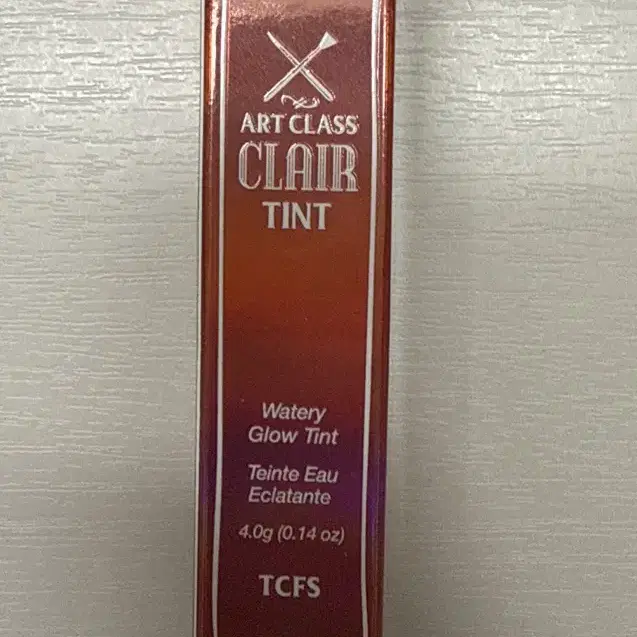 ART CLASS
CLAIR
TINT
Watery
Glow Tint
Teinte Eau
Eclatante
4.0g (0.14 oz)
TCFS